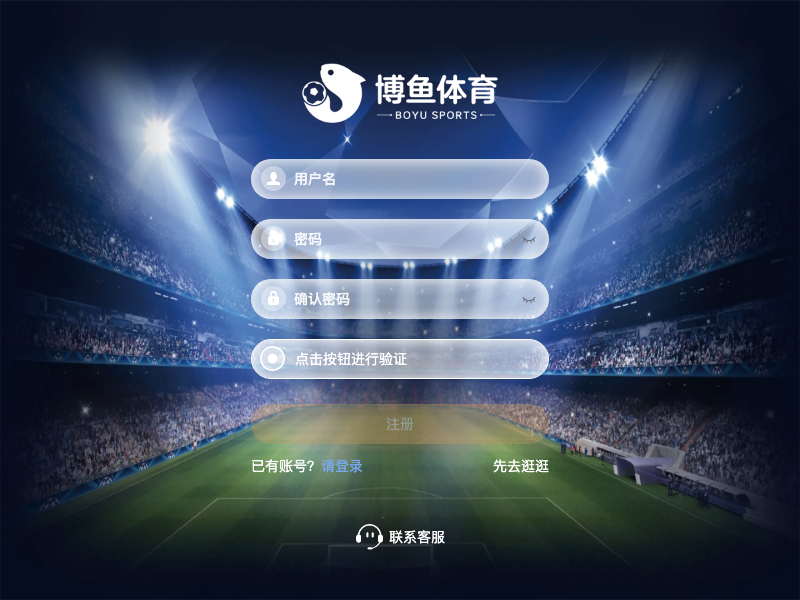 博鱼体育
BOYU SPORTS
用户名
密码
确认密码
点击按钮进行验证
注册
已有账号? 请登录
先去逛逛
联系客服